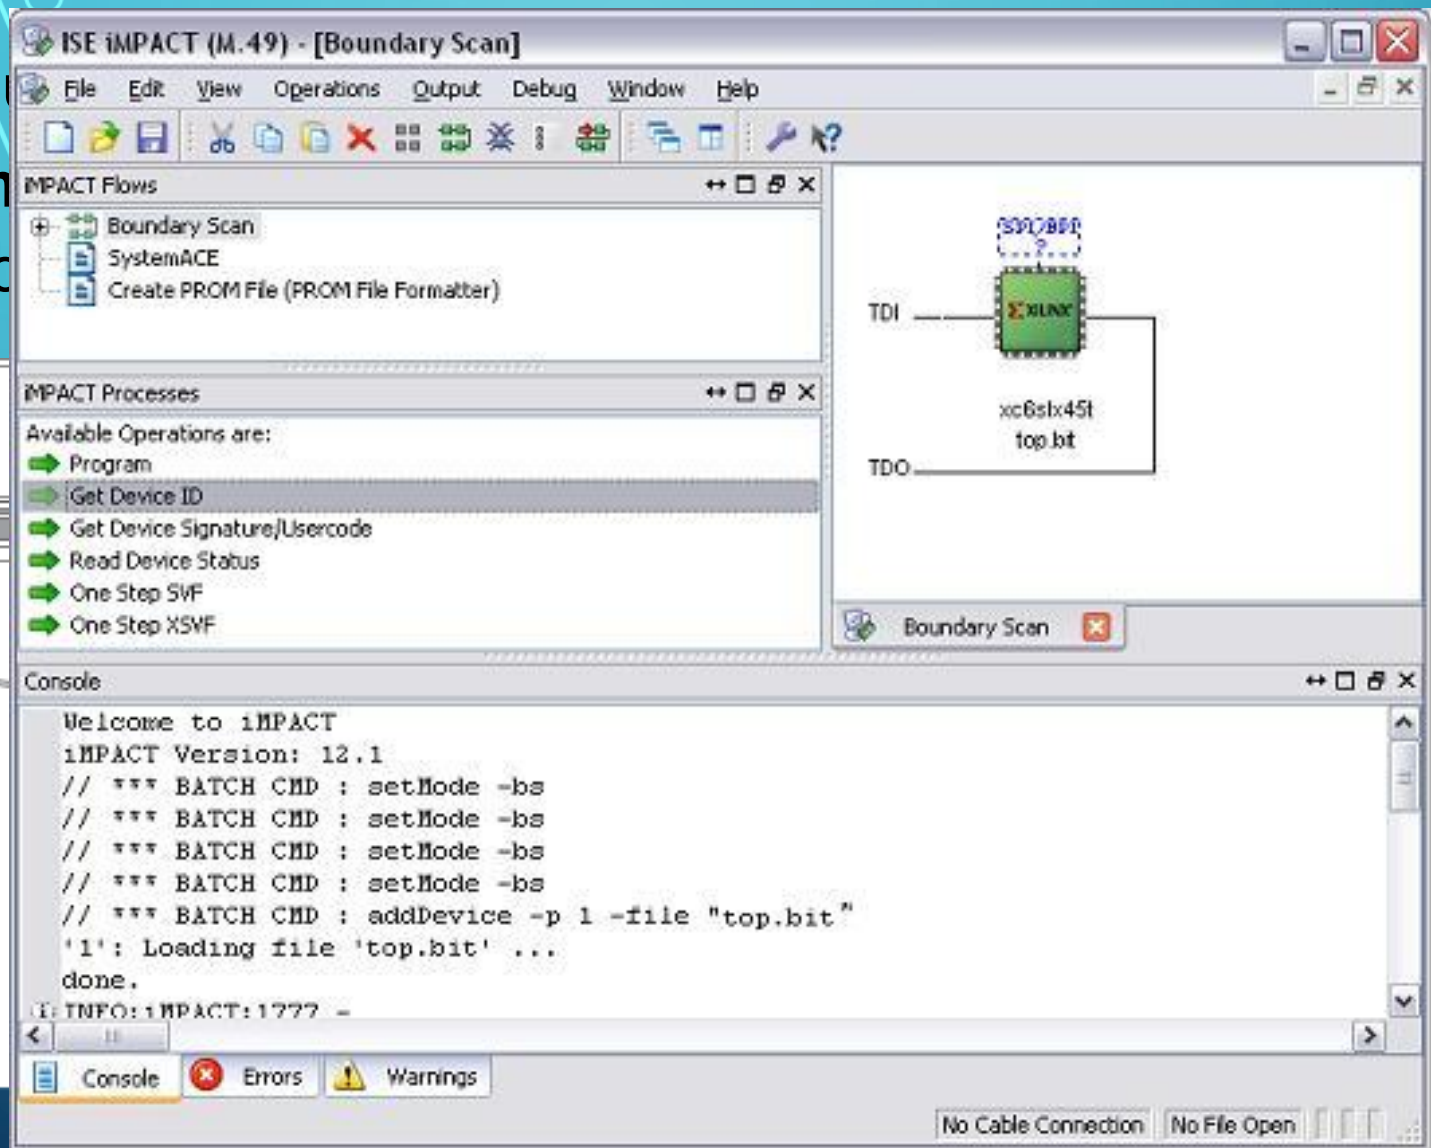 ISE iMPACT (M.49) - [Boundary Scan]
File Edit View Operations Output Debug Window Help
iMPACT Flows
Boundary Scan
SystemACE
Create PROM File (PROM File Formatter)
iMPACT Processes
Available Operations are:
Program
Get Device ID
Get Device Signature/Usercode
Read Device Status
One Step SVF
One Step XSVF
SPI/BPI
?
TDI
XILINX
xc6slx45t
top.bit
TDO
Boundary Scan
Console
Welcome to iMPACT
iMPACT Version: 12.1
// *** BATCH CMD : setMode -bs
// *** BATCH CMD : setMode -bs
// *** BATCH CMD : setMode -bs
// *** BATCH CMD : setMode -bs
// *** BATCH CMD : addDevice -p 1 -file "top.bit"
'1': Loading file 'top.bit' ...
done.
INFO:iMPACT:1777 -
Console Errors Warnings
No Cable Connection No File Open